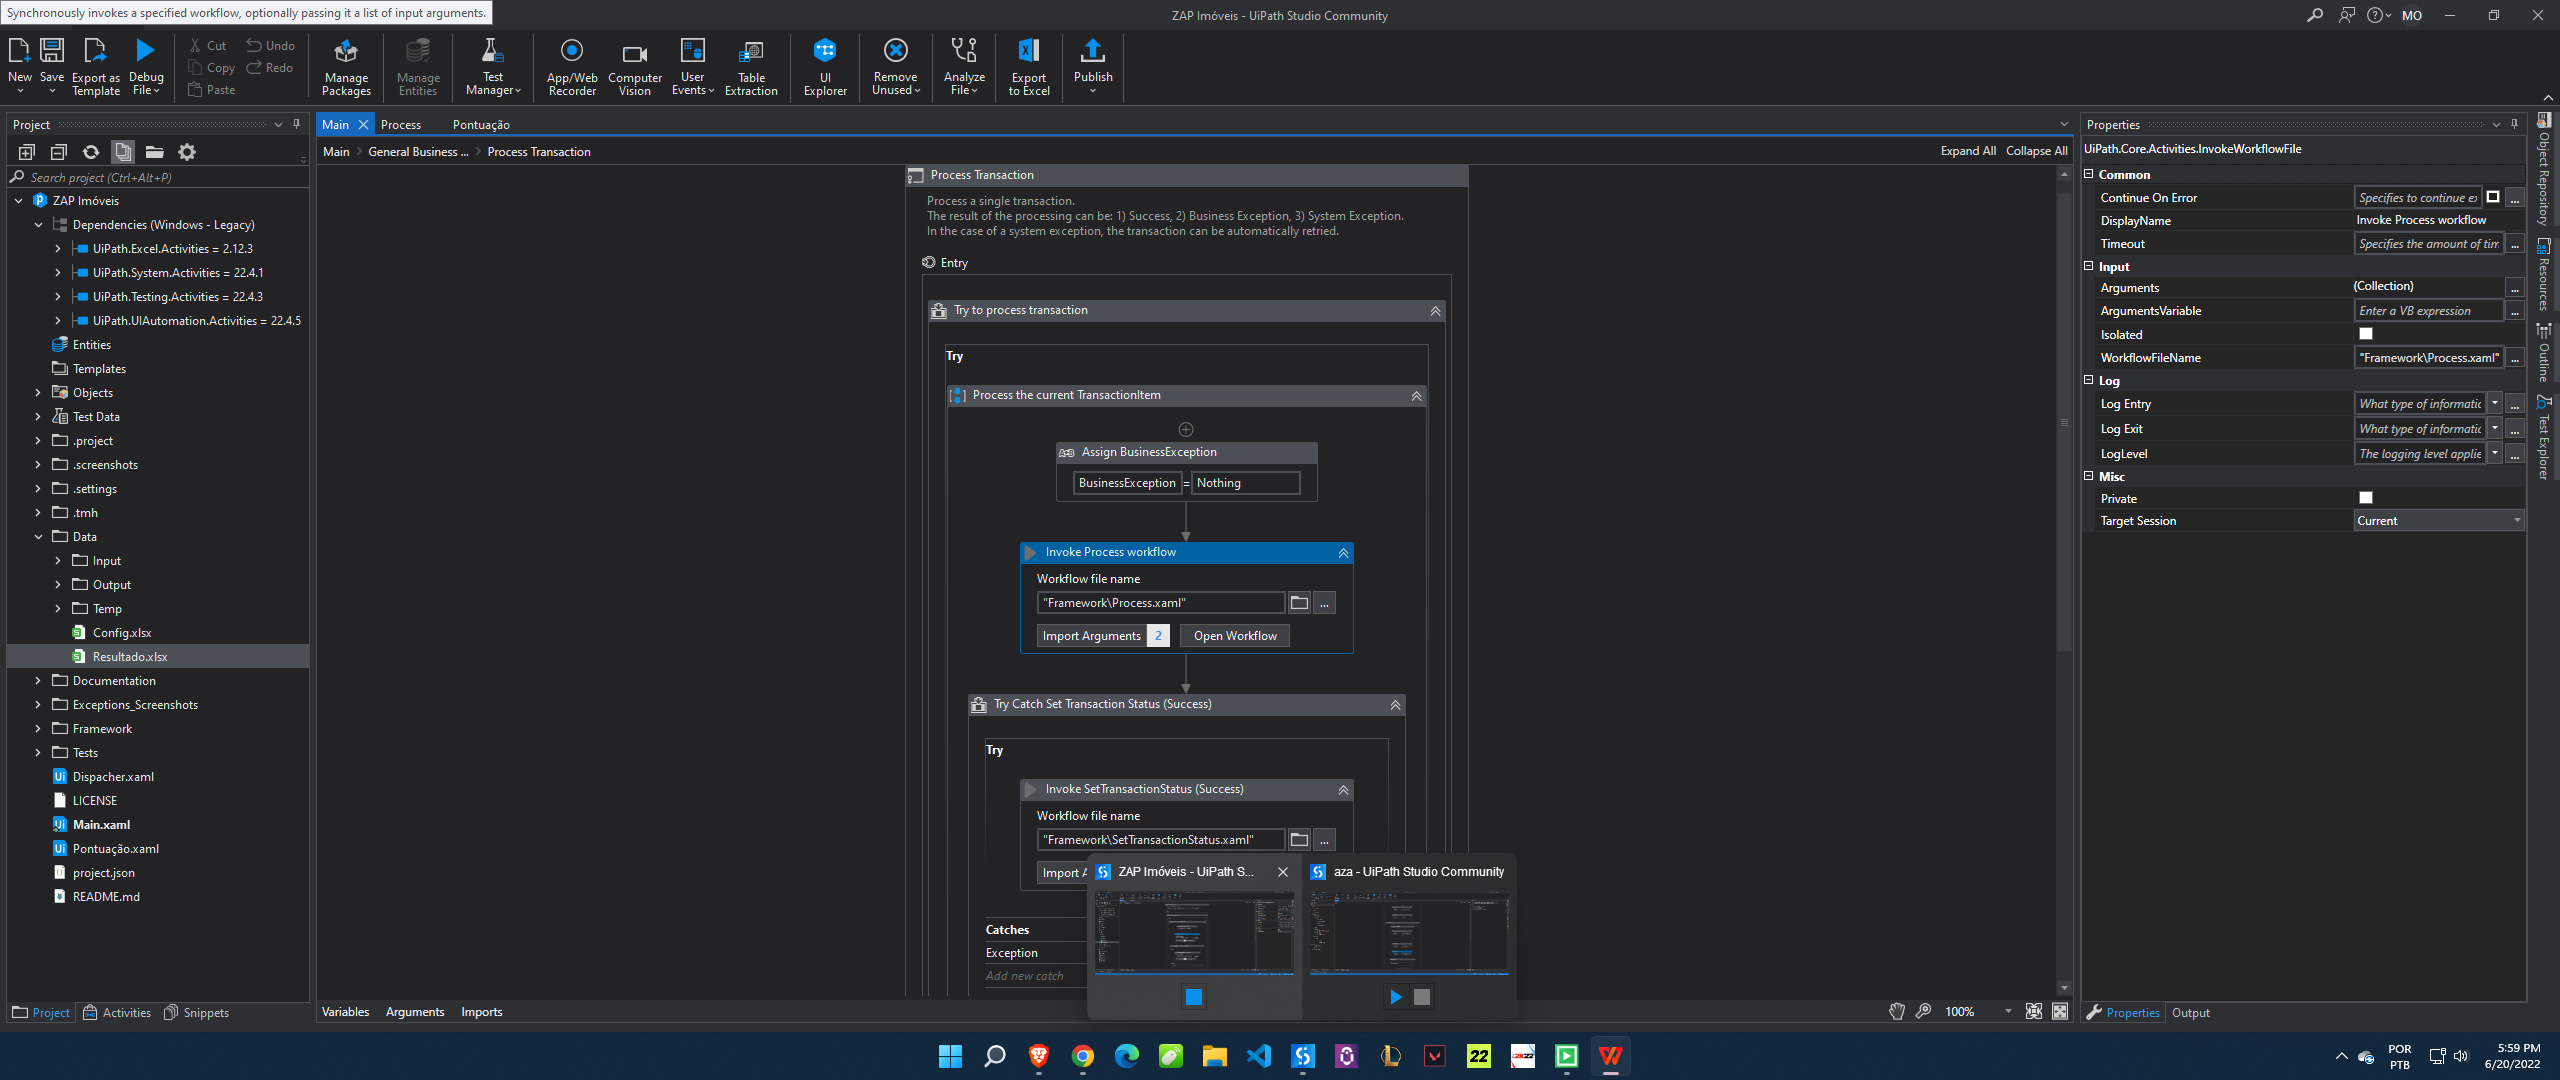 Synchronously invokes a specified workflow, optionally passing it a list of input arguments.
ZAP Imóveis - UiPath Studio Community
MO
New
Save
Export as Template
Debug File
Cut
Copy
Paste
Undo
Redo
Manage Packages
Manage Entities
Test Manager
App/Web Recorder
Computer Vision
User Events
Table Extraction
UI Explorer
Remove Unused
Analyze File
Export to Excel
Publish
Project
Search project (Ctrl+Alt+P)
ZAP Imóveis
Dependencies (Windows - Legacy)
UiPath.Excel.Activities = 2.12.3
UiPath.System.Activities = 22.4.1
UiPath.Testing.Activities = 22.4.3
UiPath.UIAutomation.Activities = 22.4.5
Entities
Templates
Objects
Test Data
.project
.screenshots
.settings
.tmh
Data
Input
Output
Temp
Config.xlsx
Resultado.xlsx
Documentation
Exceptions_Screenshots
Framework
Tests
Dispacher.xaml
LICENSE
Main.xaml
Pontuação.xaml
project.json
README.md
Project
Activities
Snippets
Main
Process
Pontuação
Main > General Business ... > Process Transaction
Expand All
Collapse All
Process Transaction
Process a single transaction.
The result of the processing can be: 1) Success, 2) Business Exception, 3) System Exception.
In the case of a system exception, the transaction can be automatically retried.
Entry
Try to process transaction
Try
Process the current TransactionItem
Assign BusinessException
BusinessException = Nothing
Invoke Process workflow
Workflow file name
"Framework\Process.xaml"
...
Import Arguments 2
Open Workflow
Try Catch Set Transaction Status (Success)
Try
Invoke SetTransactionStatus (Success)
Workflow file name
"Framework\SetTransactionStatus.xaml"
...
Import A
Catches
Exception
Add new catch
ZAP Imóveis - UiPath S...
aza - UiPath Studio Community
Variables
Arguments
Imports
100%
Properties
UiPath.Core.Activities.InvokeWorkflowFile
Common
Continue On Error Specifies to continue ex ...
DisplayName Invoke Process workflow
Timeout Specifies the amount of tim ...
Input
Arguments (Collection) ...
ArgumentsVariable Enter a VB expression ...
Isolated
WorkflowFileName "Framework\Process.xaml" ...
Log
Log Entry What type of informatic ...
Log Exit What type of informatic ...
LogLevel The logging level applie ...
Misc
Private
Target Session Current
Properties
Output
Object Repository
Resources
Outline
Test Explorer
22
2K22
POR
PTB
5:59 PM
6/20/2022